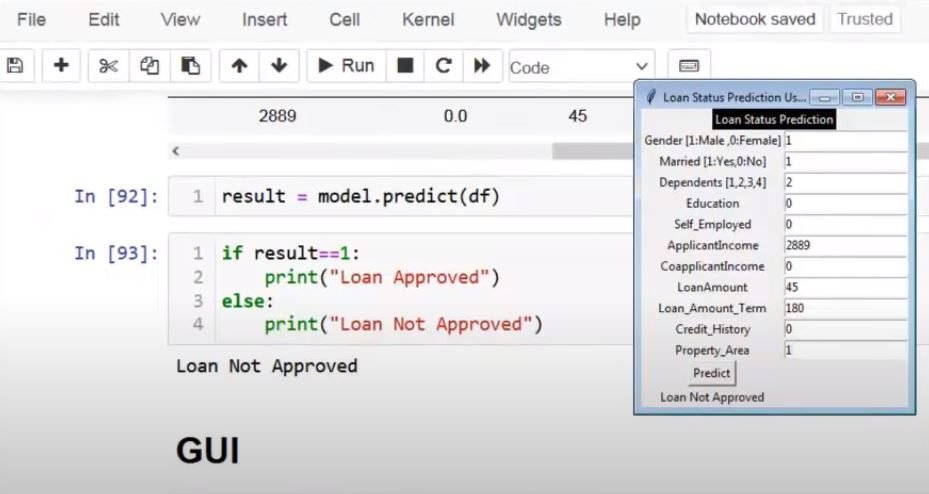 File Edit View Insert Cell Kernel Widgets Help Notebook saved Trusted
Run Code
2889 0.0 45
In [92]: 1 result = model.predict(df)
In [93]: 1 if result==1:
2 print("Loan Approved")
3 else:
4 print("Loan Not Approved")
Loan Not Approved
GUI
Loan Status Prediction Us...
Loan Status Prediction
Gender [1:Male ,0:Female] 1
Married [1:Yes,0:No] 1
Dependents [1,2,3,4] 2
Education 0
Self_Employed 0
ApplicantIncome 2889
CoapplicantIncome 0
LoanAmount 45
Loan_Amount_Term 180
Credit_History 0
Property_Area 1
Predict
Loan Not Approved